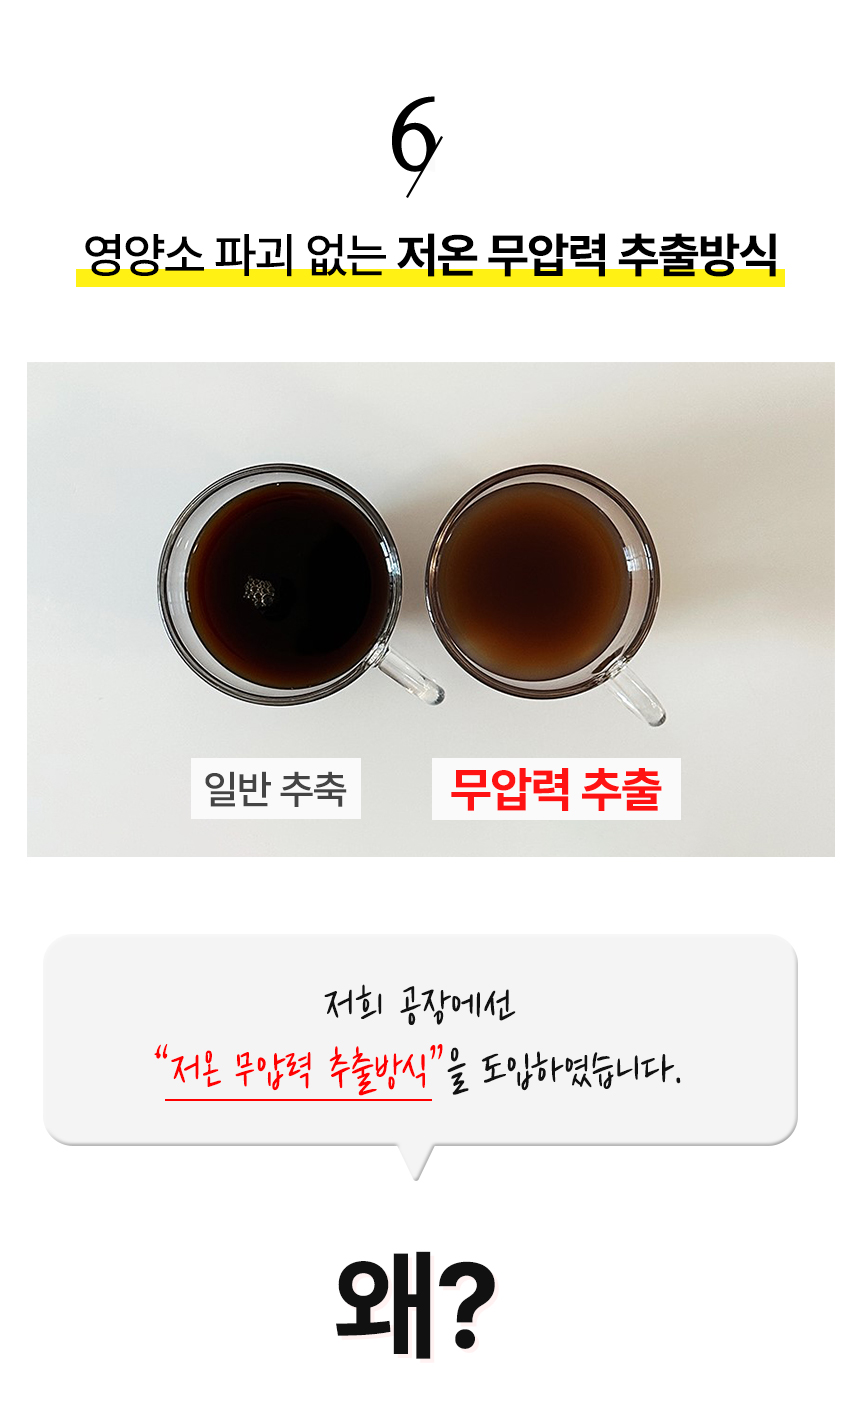 6
영양소 파괴 없는 저온 무압력 추출방식
일반 추축
무압력 추출
저희 공장에선
“저온 무압력 추출방식”을 도입하였습니다.
왜?